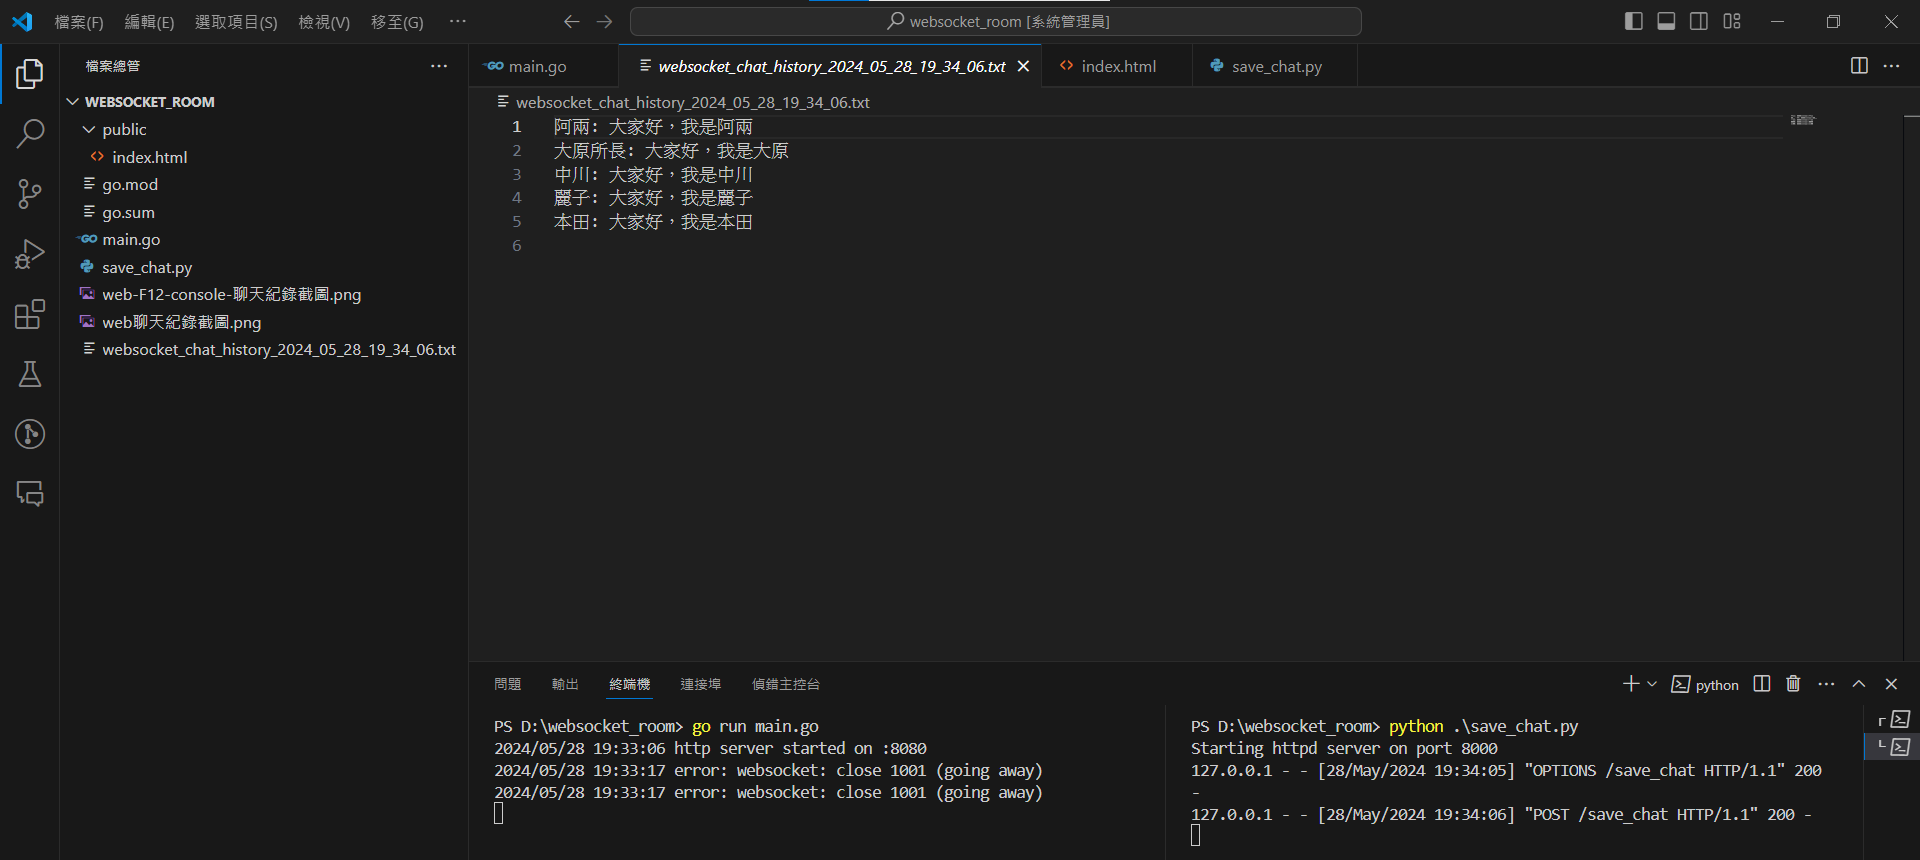 檔案(F) 編輯(E) 選取項目(S) 檢視(V) 移至(G) ··· websocket_room [系統管理員]
檔案總管
WEBSOCKET_ROOM
public
index.html
go.mod
go.sum
main.go
save_chat.py
web-F12-console-聊天紀錄截圖.png
web聊天紀錄截圖.png
websocket_chat_history_2024_05_28_19_34_06.txt
main.go websocket_chat_history_2024_05_28_19_34_06.txt index.html save_chat.py
websocket_chat_history_2024_05_28_19_34_06.txt
1 阿兩: 大家好，我是阿兩
2 大原所長: 大家好，我是大原
3 中川: 大家好，我是中川
4 麗子: 大家好，我是麗子
5 本田: 大家好，我是本田
6
問題 輸出 終端機 連接埠 偵錯主控台 python
PS D:\websocket_room> go run main.go
2024/05/28 19:33:06 http server started on :8080
2024/05/28 19:33:17 error: websocket: close 1001 (going away)
2024/05/28 19:33:17 error: websocket: close 1001 (going away)
PS D:\websocket_room> python .\save_chat.py
Starting httpd server on port 8000
127.0.0.1 - - [28/May/2024 19:34:05] "OPTIONS /save_chat HTTP/1.1" 200
-
127.0.0.1 - - [28/May/2024 19:34:06] "POST /save_chat HTTP/1.1" 200 -